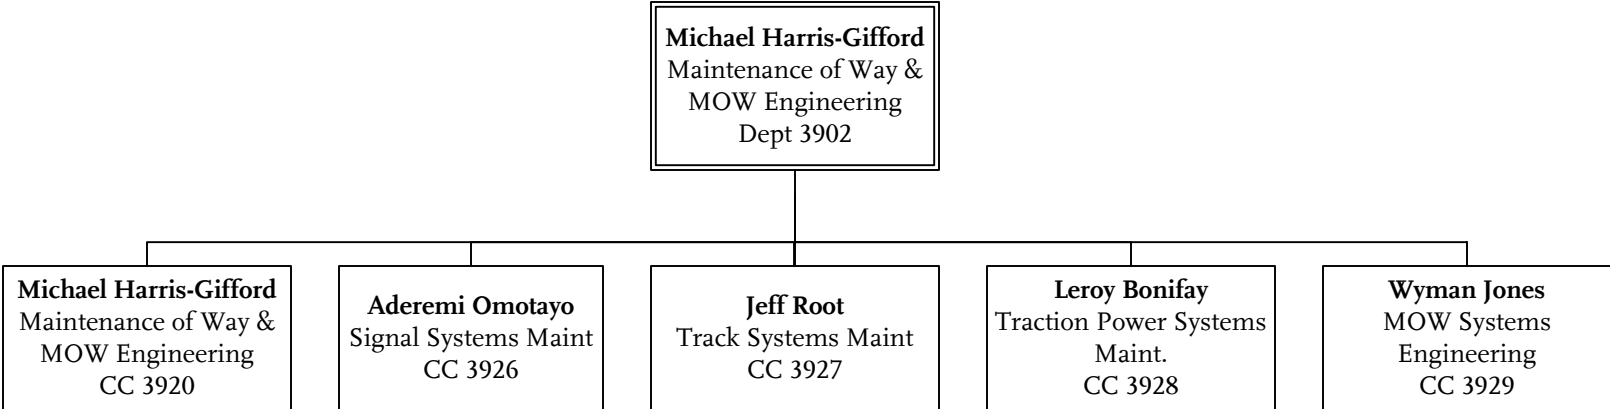 Michael Harris-Gifford
Maintenance of Way &
MOW Engineering
Dept 3902
Michael Harris-Gifford
Maintenance of Way &
MOW Engineering
CC 3920
Aderemi Omotayo
Signal Systems Maint
CC 3926
Jeff Root
Track Systems Maint
CC 3927
Leroy Bonifay
Traction Power Systems
Maint.
CC 3928
Wyman Jones
MOW Systems
Engineering
CC 3929